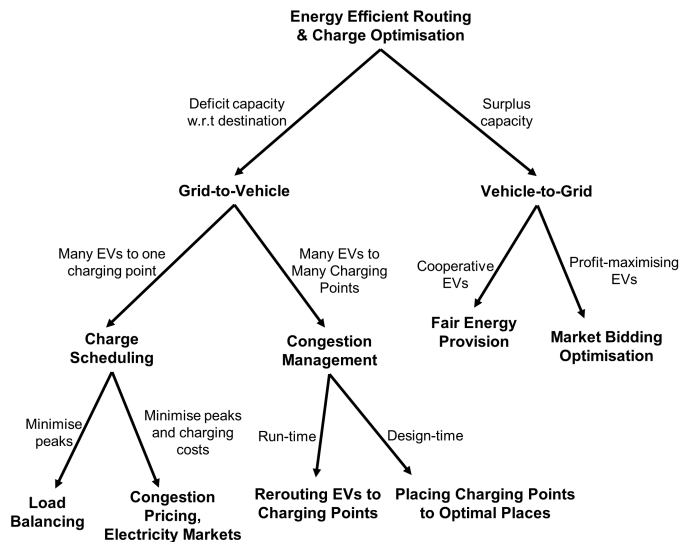 Energy Efficient Routing
& Charge Optimisation
Deficit capacity
w.r.t destination
Surplus
capacity
Grid-to-Vehicle
Vehicle-to-Grid
Many EVs to one
charging point
Many EVs to
Many Charging
Points
Cooperative
EVs
Profit-maximising
EVs
Charge
Scheduling
Congestion
Management
Fair Energy
Provision
Market Bidding
Optimisation
Minimise
peaks
Minimise peaks
and charging
costs
Run-time
Design-time
Load
Balancing
Congestion
Pricing,
Electricity Markets
Rerouting EVs to
Charging Points
Placing Charging Points
to Optimal Places